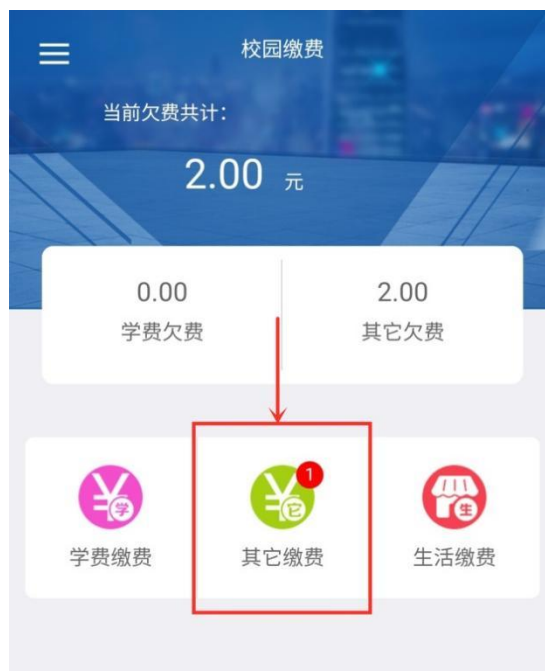 校园缴费
当前欠费共计：
2.00 元
0.00 2.00
学费欠费 其它欠费
学 1 它 生
学费缴费 其它缴费 生活缴费